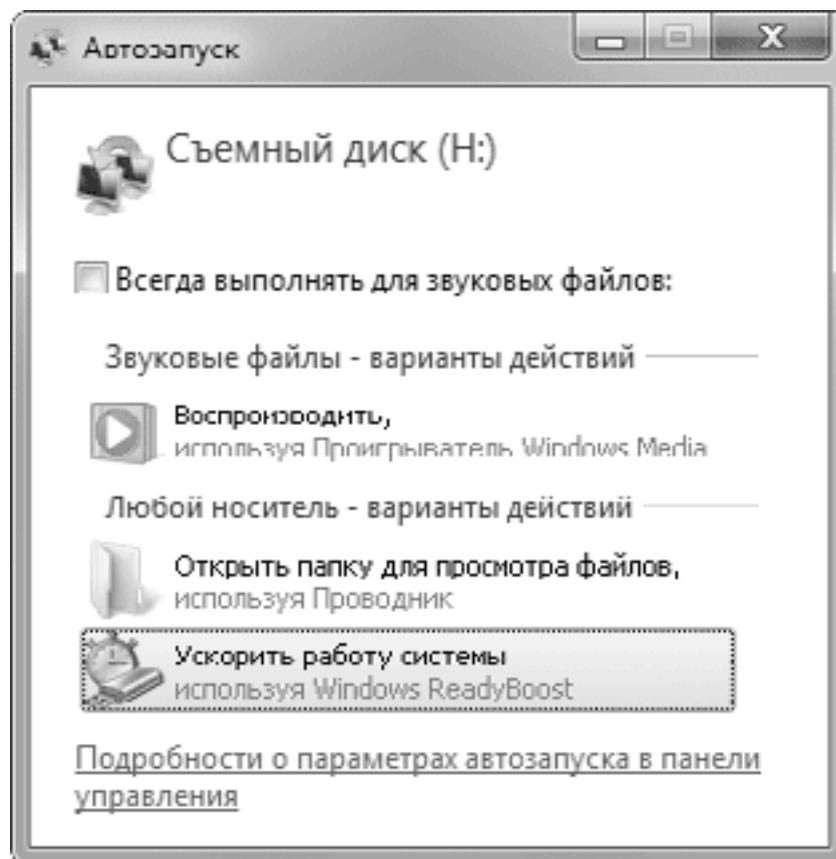 Автозапуск
Съемный диск (H:)
Всегда выполнять для звуковых файлов:
Звуковые файлы - варианты действий
Воспроизводить,
используя Проигрыватель Windows Media
Любой носитель - варианты действий
Открыть папку для просмотра файлов,
используя Проводник
Ускорить работу системы
используя Windows ReadyBoost
Подробности о параметрах автозапуска в панели
управления